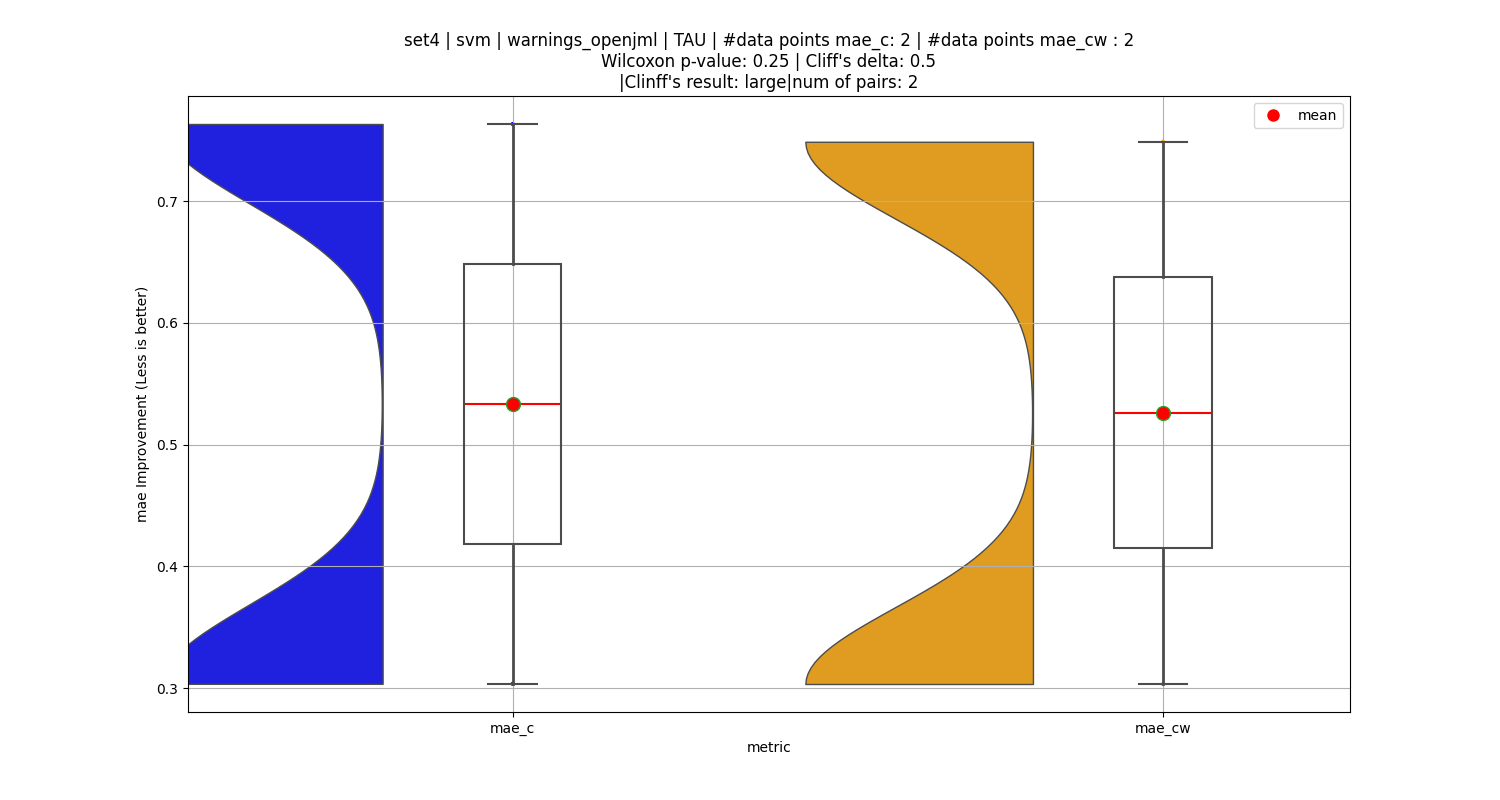 set4 | svm | warnings_openjml | TAU | #data points mae_c: 2 | #data points mae_cw : 2
Wilcoxon p-value: 0.25 | Cliff's delta: 0.5
|Clinff's result: large|num of pairs: 2
mean
mae Improvement (Less is better)
0.7
0.6
0.5
0.4
0.3
mae_c
mae_cw
metric